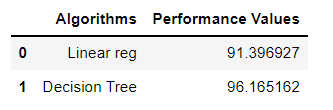 Algorithms Performance Values
0 Linear reg 91.396927
1 Decision Tree 96.165162